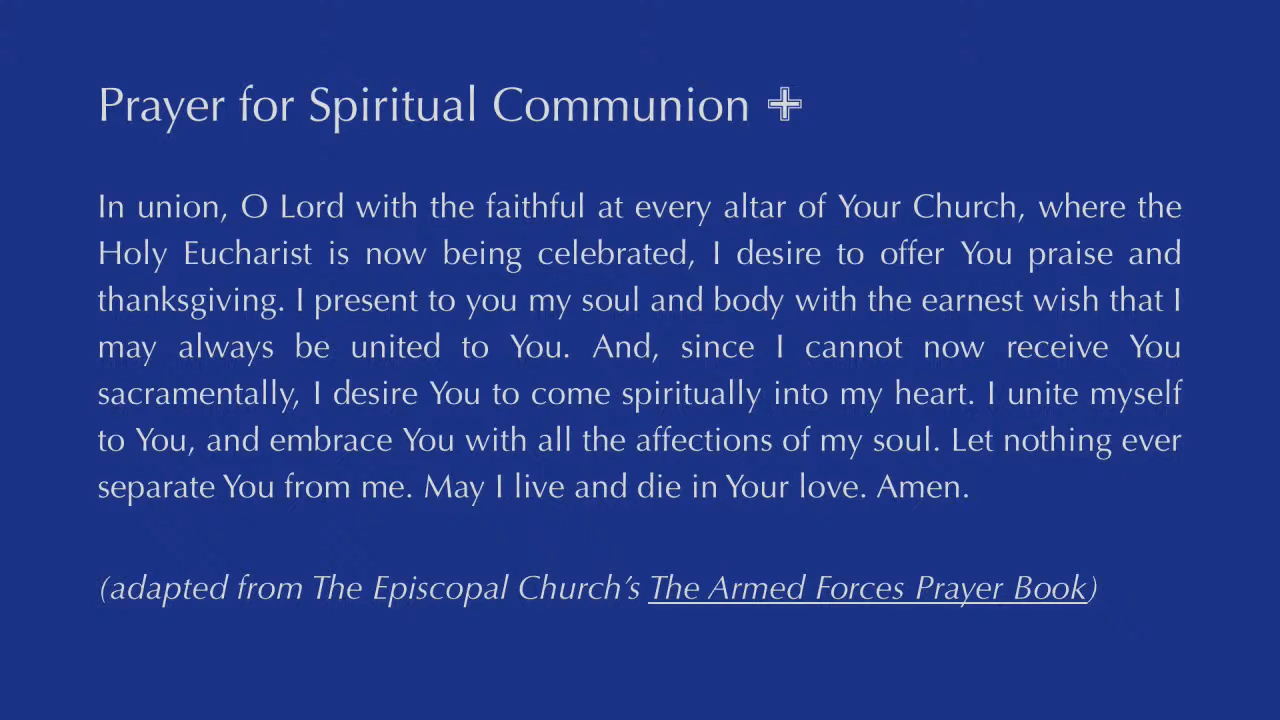 Prayer for Spiritual Communion ✙
In union, O Lord with the faithful at every altar of Your Church, where the
Holy Eucharist is now being celebrated, I desire to offer You praise and
thanksgiving. I present to you my soul and body with the earnest wish that I
may always be united to You. And, since I cannot now receive You
sacramentally, I desire You to come spiritually into my heart. I unite myself
to You, and embrace You with all the affections of my soul. Let nothing ever
separate You from me. May I live and die in Your love. Amen.
(adapted from The Episcopal Church’s The Armed Forces Prayer Book)